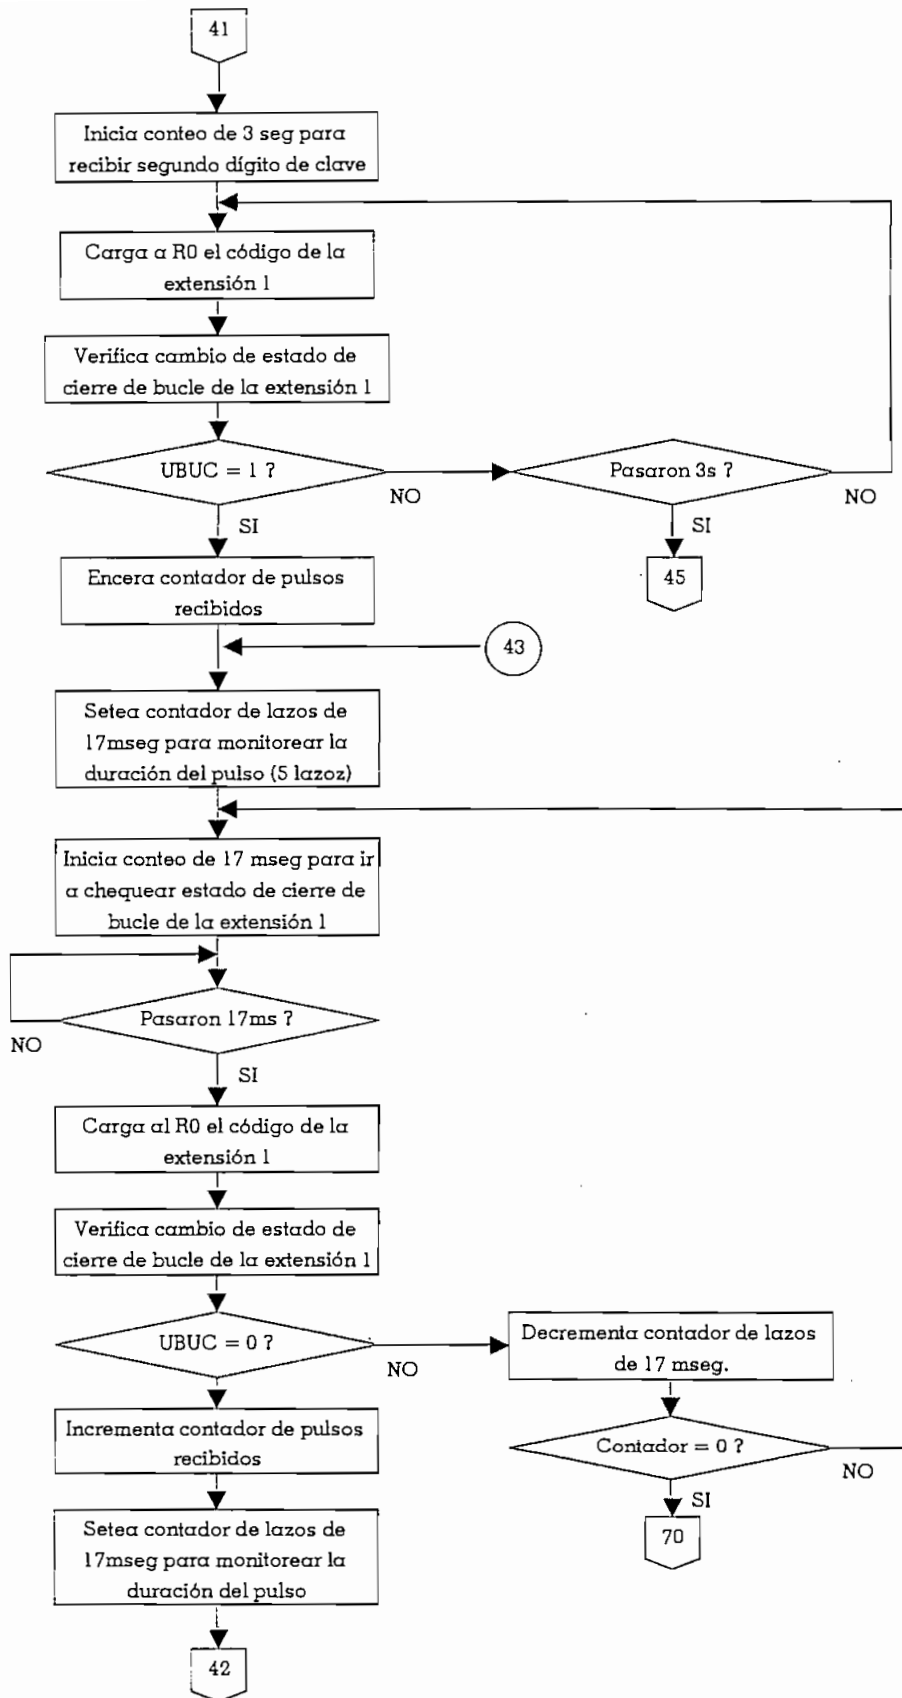 41
Inicia conteo de 3 seg para
recibir segundo dígito de clave
Carga a R0 el código de la
extensión 1
Verifica cambio de estado de
cierre de bucle de la extensión 1
UBUC = 1 ?
NO
SI
Pasaron 3s ?
NO
SI
45
Encera contador de pulsos
recibidos
43
Setea contador de lazos de
17mseg para monitorear la
duración del pulso (5 lazoz)
Inicia conteo de 17 mseg para ir
a chequear estado de cierre de
bucle de la extensión 1
Pasaron 17ms ?
NO
SI
Carga al R0 el código de la
extensión 1
Verifica cambio de estado de
cierre de bucle de la extensión 1
UBUC = 0 ?
NO
Decrementa contador de lazos
de 17 mseg.
Contador = 0 ?
NO
SI
70
Incrementa contador de pulsos
recibidos
Setea contador de lazos de
17mseg para monitorear la
duración del pulso
42